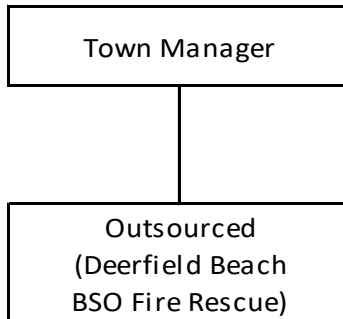 Town Manager
Outsourced
(Deerfield Beach
BSO Fire Rescue)